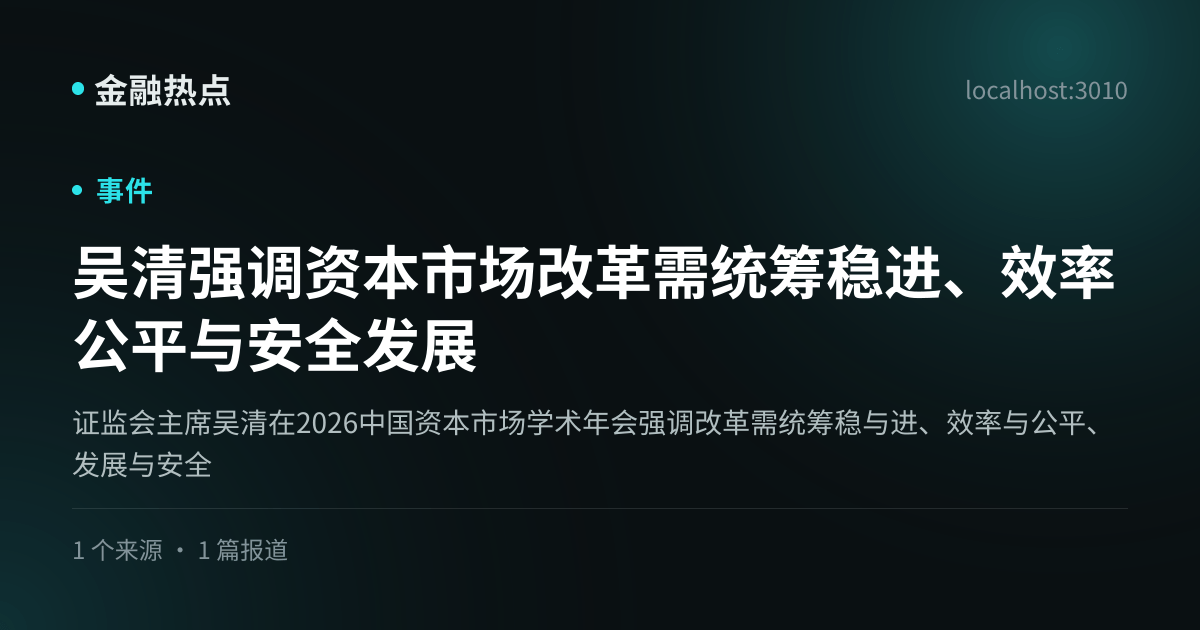 金融热点
localhost:3010
事件
吴清强调资本市场改革需统筹稳进、效率
公平与安全发展
证监会主席吴清在2026中国资本市场学术年会强调改革需统筹稳与进、效率与公平、
发展与安全
1 个来源 · 1 篇报道